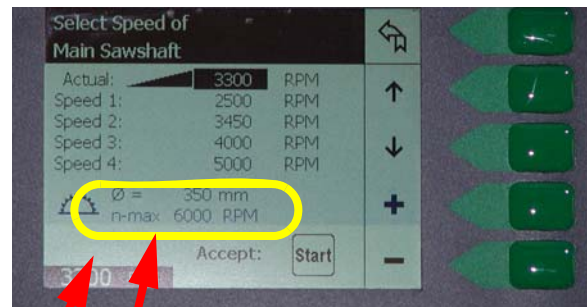 Select Speed of
Main Sawshaft
Actual: 3300 RPM
Speed 1: 2500 RPM
Speed 2: 3450 RPM
Speed 3: 4000 RPM
Speed 4: 5000 RPM
Ø = 350 mm
n-max 6000 RPM
Accept: Start
3300